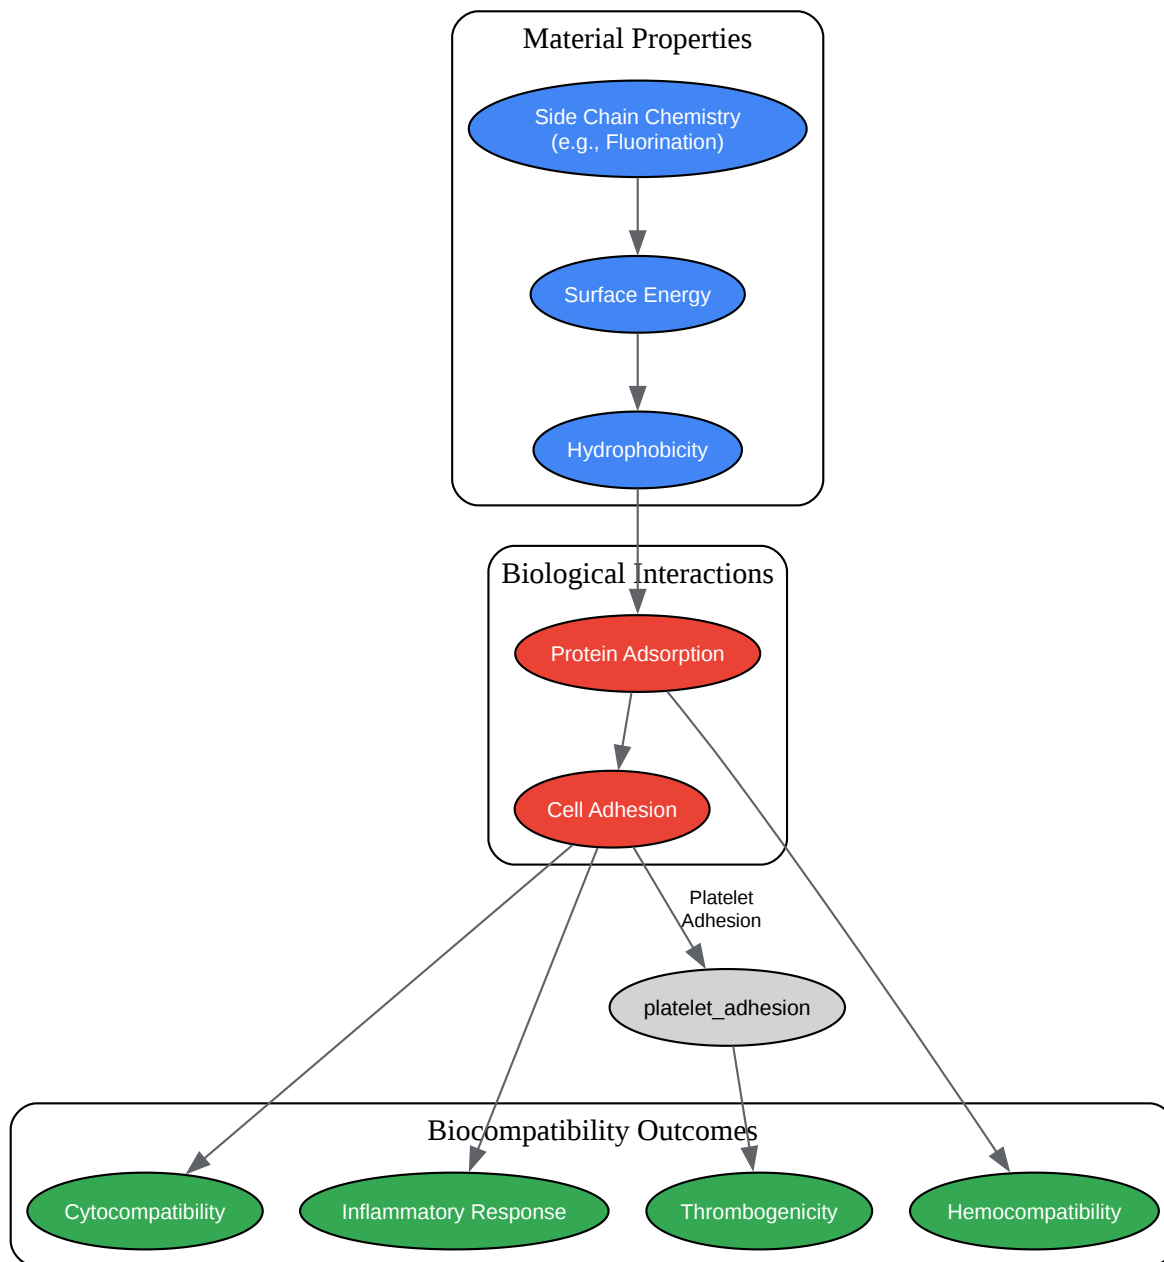 Material Properties
Side Chain Chemistry
(e.g., Fluorination)
Surface Energy
Hydrophobicity
Biological Interactions
Protein Adsorption
Cell Adhesion
Platelet
Adhesion
platelet_adhesion
Biocompatibility Outcomes
Cytocompatibility
Inflammatory Response
Thrombogenicity
Hemocompatibility